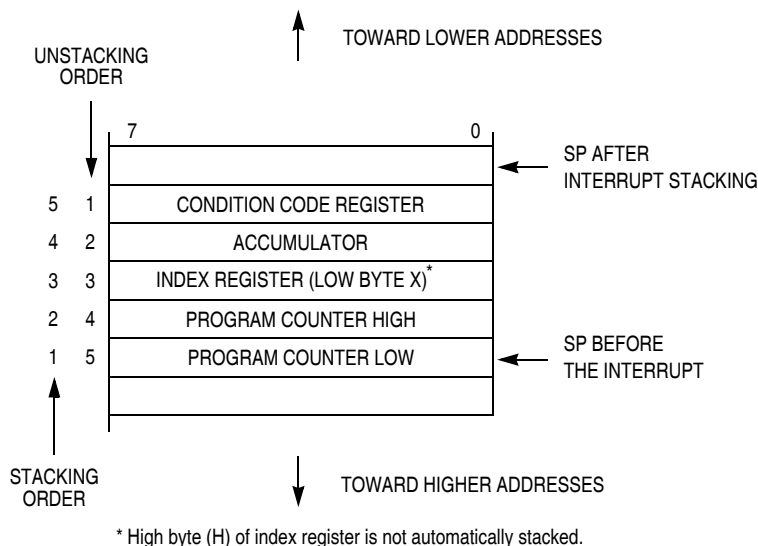 TOWARD LOWER ADDRESSES
UNSTACKING
ORDER
7 0
SP AFTER
INTERRUPT STACKING
5 1 CONDITION CODE REGISTER
4 2 ACCUMULATOR
3 3 INDEX REGISTER (LOW BYTE X)*
2 4 PROGRAM COUNTER HIGH
1 5 PROGRAM COUNTER LOW
SP BEFORE
THE INTERRUPT
STACKING
ORDER
TOWARD HIGHER ADDRESSES
* High byte (H) of index register is not automatically stacked.